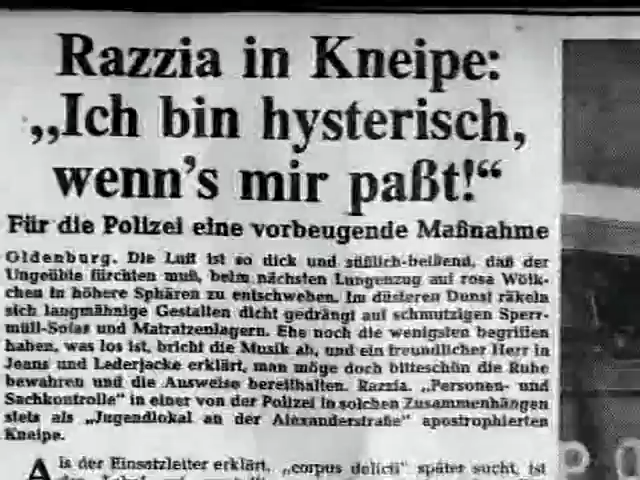 Razzia in Kneipe:
„Ich bin hysterisch,
wenn's mir paßt!“
Für die Polizei eine vorbeugende Maßnahme
Oldenburg. Die Luft ist so dick und süßlich-beißend, daß der
Ungeübte fürchten muß, beim nächsten Lungenzug auf rosa Wölk-
chen in höhere Sphären zu entschweben. Im düsteren Dunst räkeln
sich langmähnige Gestalten dicht gedrängt auf schmutzigen Sperr-
müll-Sofas und Matratzenlagern. Ehe noch die wenigsten begriffen
haben, was los ist, bricht die Musik ab, und ein freundlicher Herr in
Jeans und Lederjacke erklärt, man möge doch bitteschön die Ruhe
bewahren und die Ausweise bereithalten. Razzia. „Personen- und
Sachkontrolle“ in einer von der Polizei in solchen Zusammenhängen
stets als „Jugendlokal an der Alexanderstraße“ apostrophierten
Kneipe.
Als der Einsatzleiter erklärt, „corpus delicti“ später sucht, ist